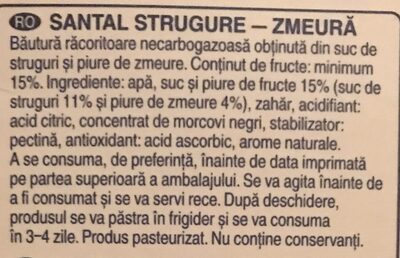 RO SANTAL STRUGURE – ZMEURĂ
Băutură răcoritoare necarbogazoasă obținută din suc de
struguri și piure de zmeure. Conținut de fructe: minimum
15%. Ingrediente: apă, suc și piure de fructe 15% (suc de
struguri 11% și piure de zmeure 4%), zahăr, acidifiant:
acid citric, concentrat de morcovi negri, stabilizator:
pectină, antioxidant: acid ascorbic, arome naturale.
A se consuma, de preferință, înainte de data imprimată
pe partea superioară a ambalajului. Se va agita înainte de
a fi consumat și se va servi rece. După deschidere,
produsul se va păstra în frigider și se va consuma
în 3-4 zile. Produs pasteurizat. Nu conține conservanți.